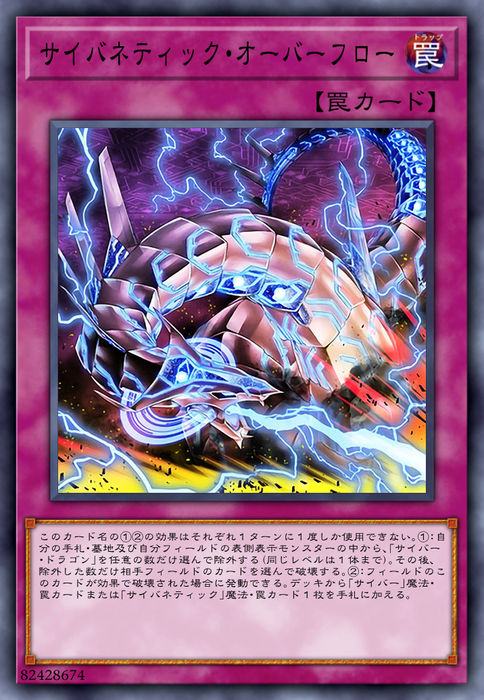 サイバネティック・オーバーフロー
トラップ
罠
【罠カード】
このカード名の①②の効果はそれぞれ1ターンに1度しか使用できない。①:自
分の手札・墓地及び自分フィールドの表側表示モンスターの中から、「サイバー
・ドラゴン」を任意の数だけ選んで除外する(同じレベルは1体まで)。その後、
除外した数だけ相手フィールドのカードを選んで破壊する。②:フィールドのこ
のカードが効果で破壊された場合に発動できる。デッキから「サイバー」魔法・
罠カードまたは「サイバネティック」魔法・罠カード1枚を手札に加える。
82428674